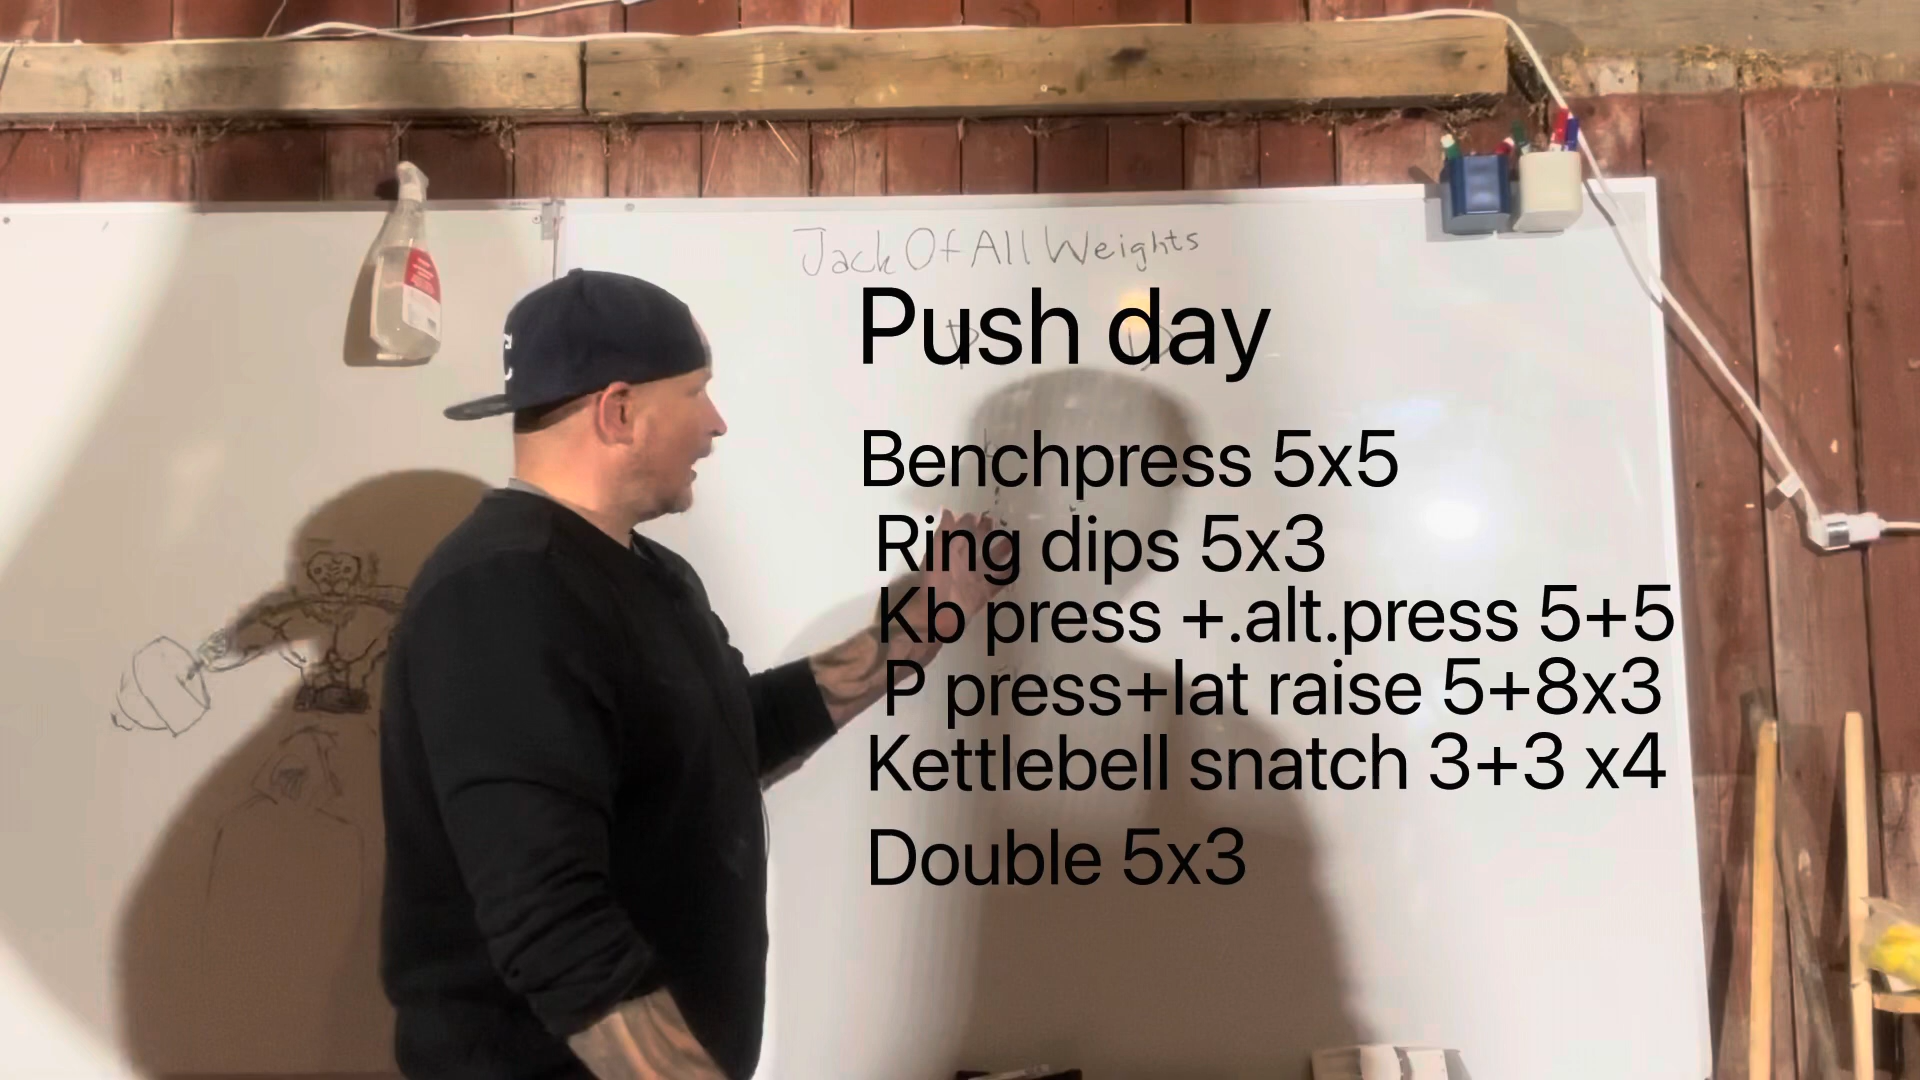 Jack Of All Weights
Push day
Benchpress 5x5
Ring dips 5x3
Kb press +.alt.press 5+5
P press+lat raise 5+8x3
Kettlebell snatch 3+3 x4
Double 5x3